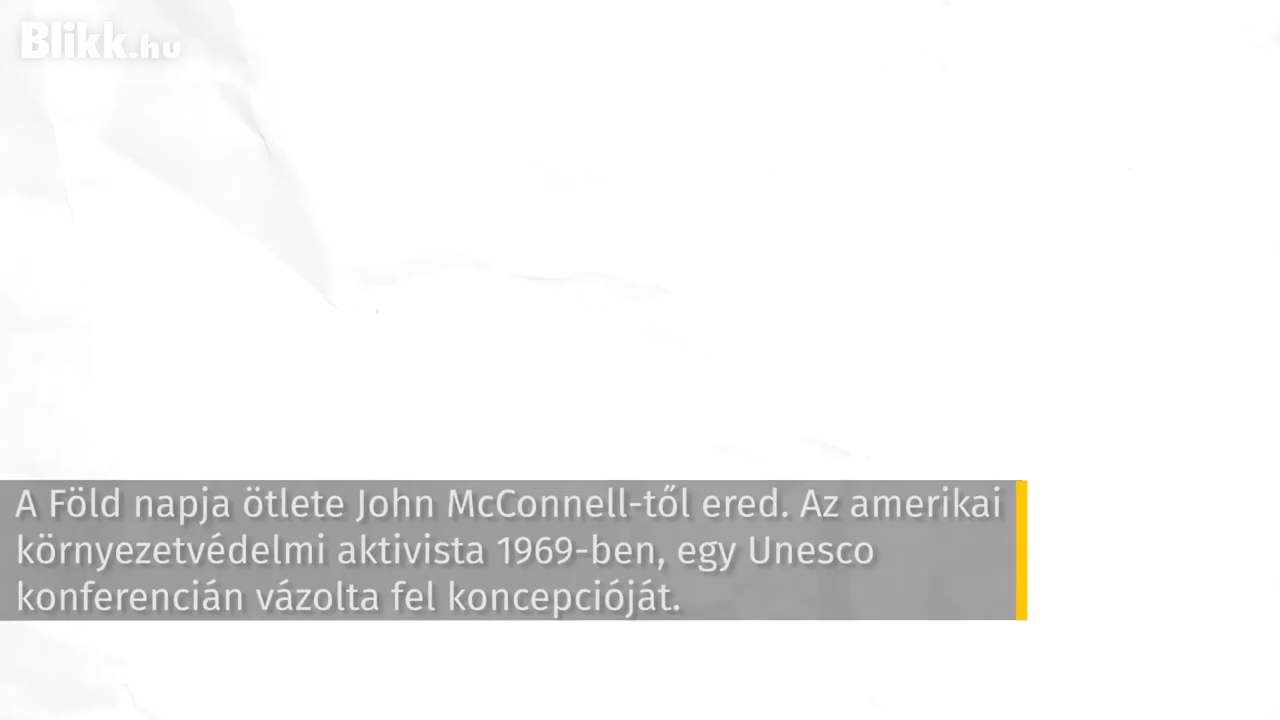 Blikk.hu
A Föld napja ötlete John McConnell-től ered. Az amerikai
környezetvédelmi aktivista 1969-ben, egy Unesco
konferencián vázolta fel koncepcióját.